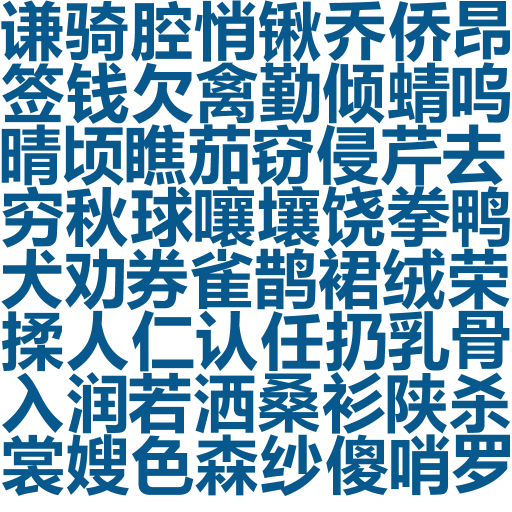 谦骑腔悄锹乔侨昂
签钱欠禽勤倾蜻呜
晴顷瞧茄窃侵芹去
穷秋球嚷壤饶拳鸭
犬劝券雀鹊裙绒荣
揉人仁认任扔乳骨
入润若洒桑衫陕杀
裳嫂色森纱傻哨罗